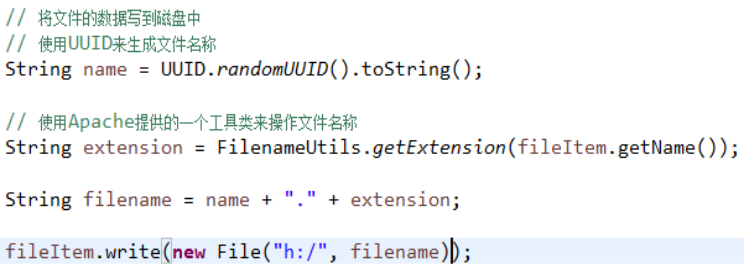 // 将文件的数据写到磁盘中
// 使用UUID来生成文件名称
String name = UUID.randomUUID().toString();
// 使用Apache提供的一个工具类来操作文件名称
String extension = FilenameUtils.getExtension(fileItem.getName());
String filename = name + "." + extension;
fileItem.write(new File("h:/", filename));